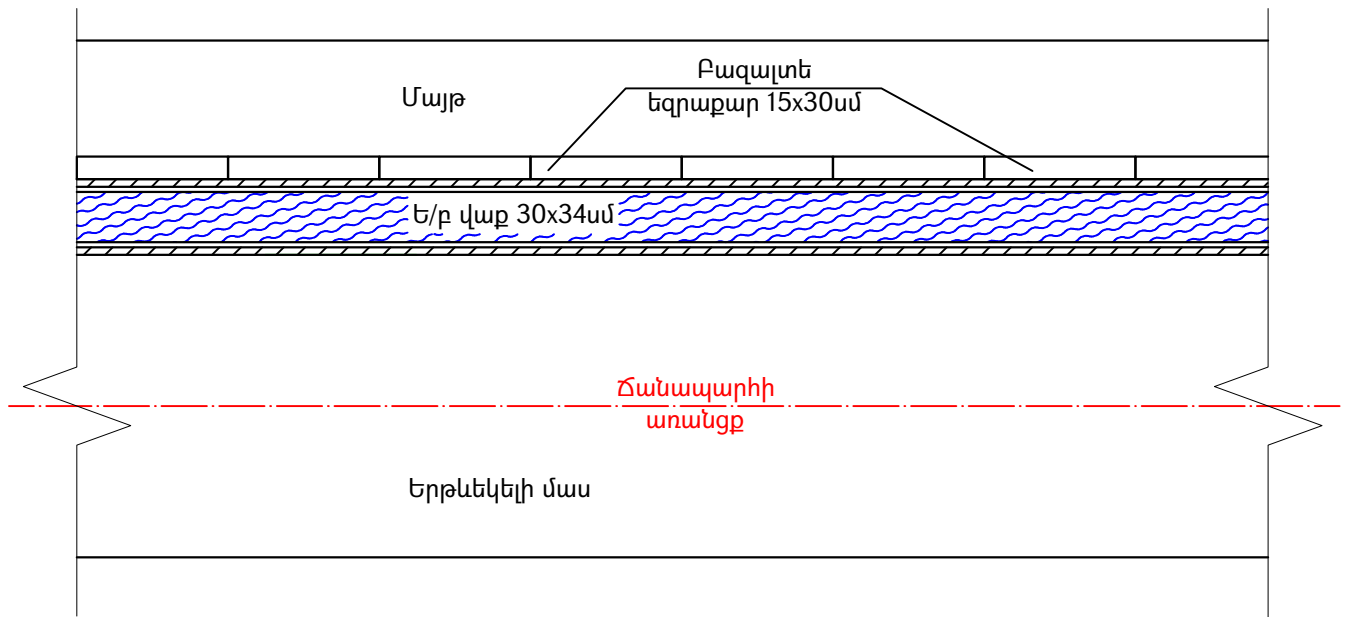 Բազալտե
Մայթ
եզրաքար 15x30սմ
Ե/բ վաք 30x34սմ
Ճանապարհի
առանցք
Երթևեկելի մաս